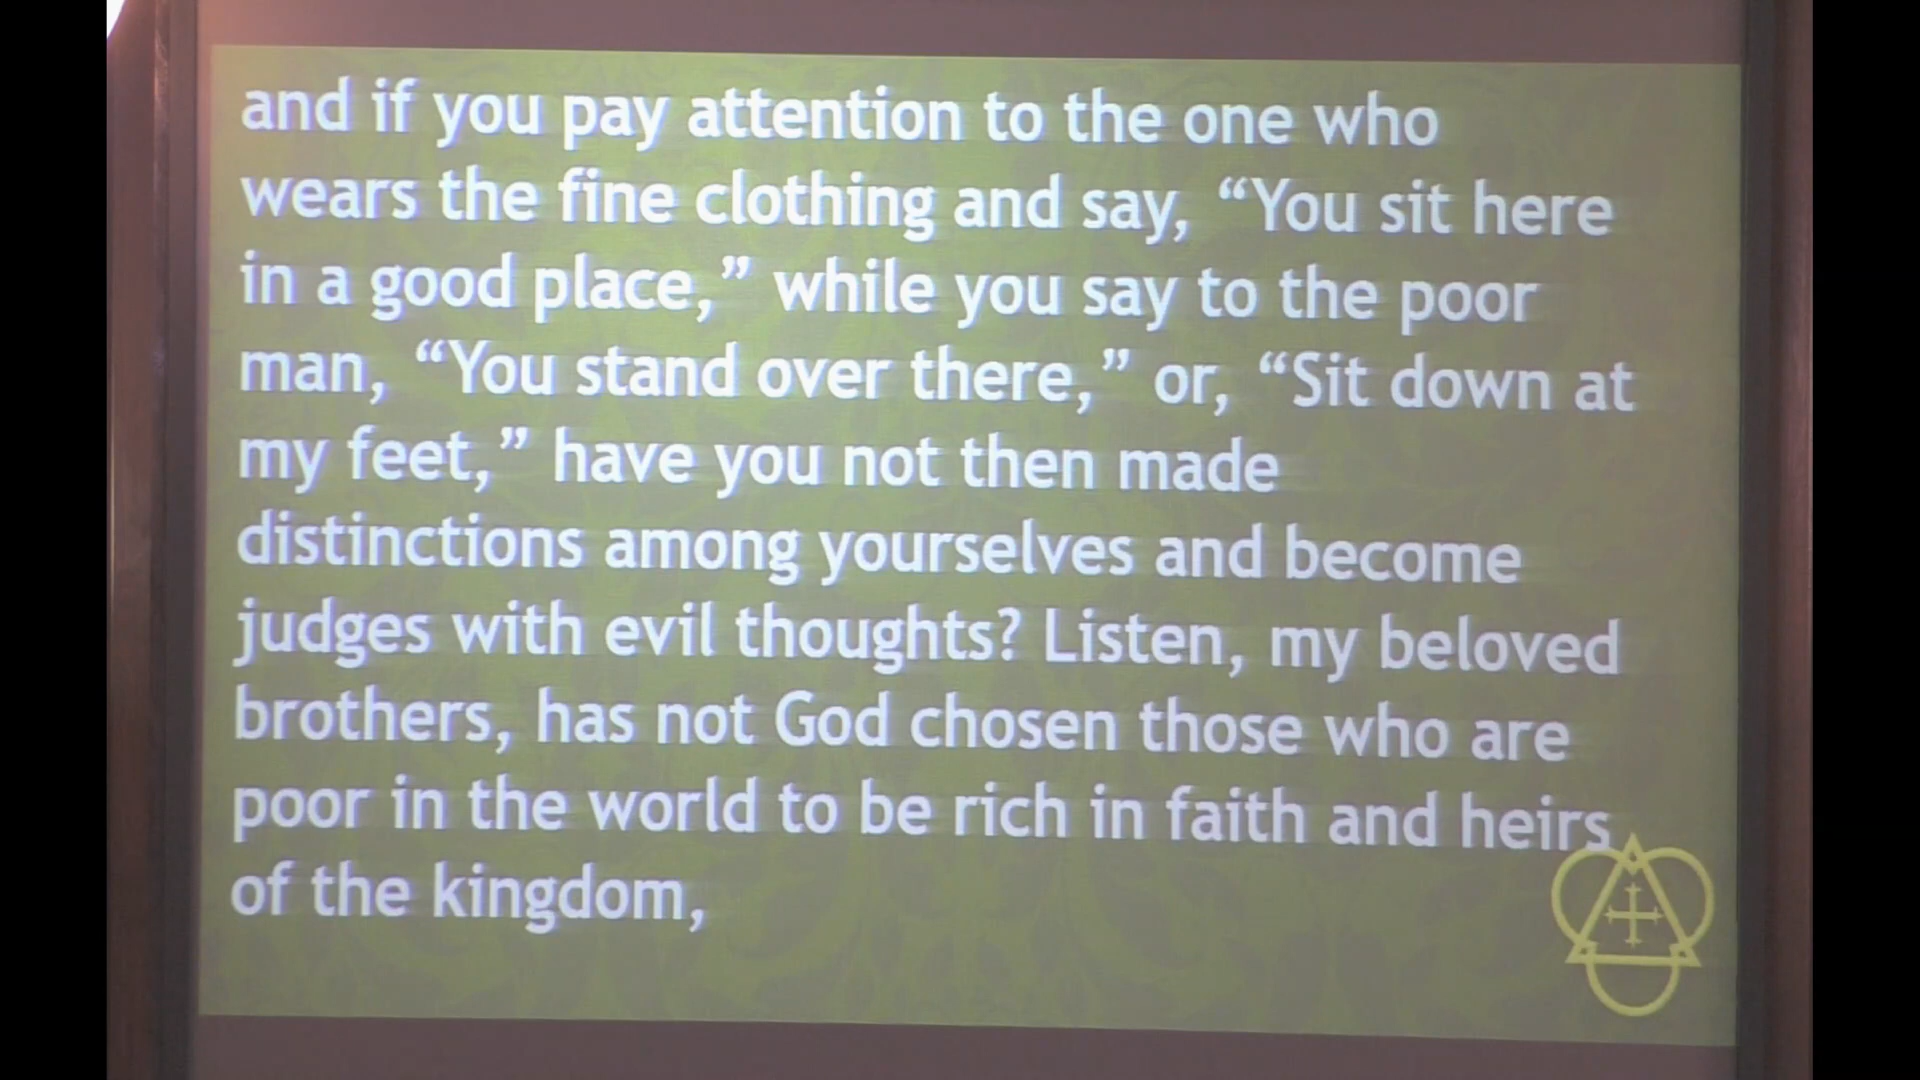 and if you pay attention to the one who
wears the fine clothing and say, “You sit here
in a good place,” while you say to the poor
man, “You stand over there,” or, “Sit down at
my feet,” have you not then made
distinctions among yourselves and become
judges with evil thoughts? Listen, my beloved
brothers, has not God chosen those who are
poor in the world to be rich in faith and heirs
of the kingdom,